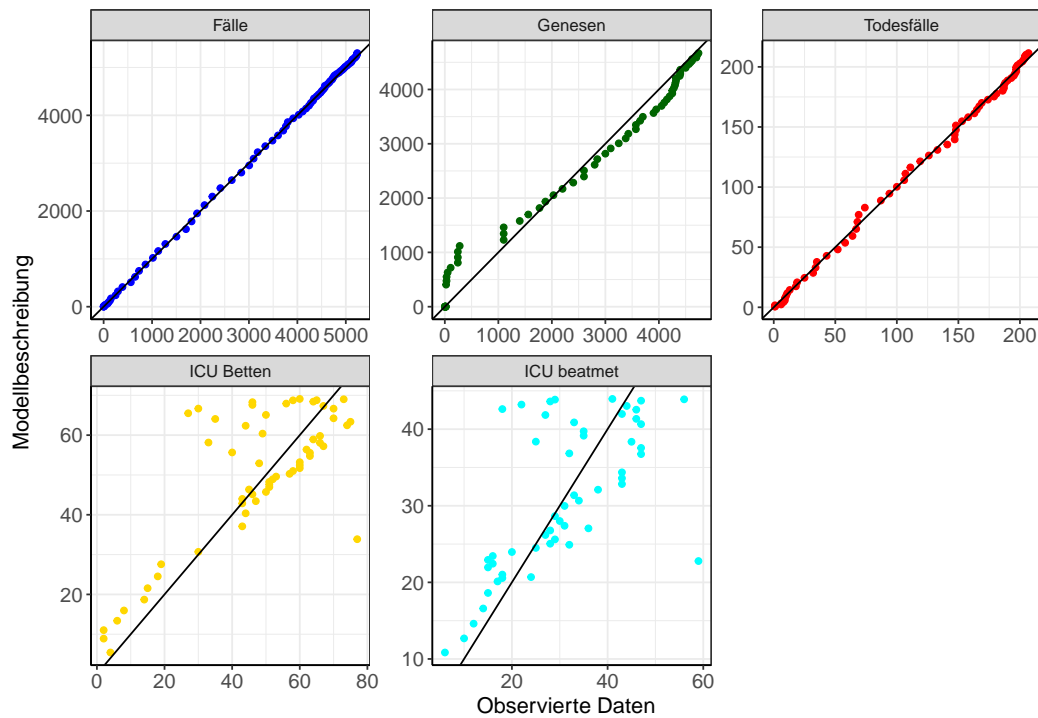 Fälle
Genesen
Todesfälle
4000
2000
0
0 1000 2000 3000 4000 5000
5000
4000
3000
2000
1000
0
0 1000 2000 3000 4000
200
150
100
50
0
0 50 100 150 200
ICU Betten
ICU beatmet
60
40
20
0 20 40 60 80
40
30
20
10
20 40 60
Modellbeschreibung
Observierte Daten